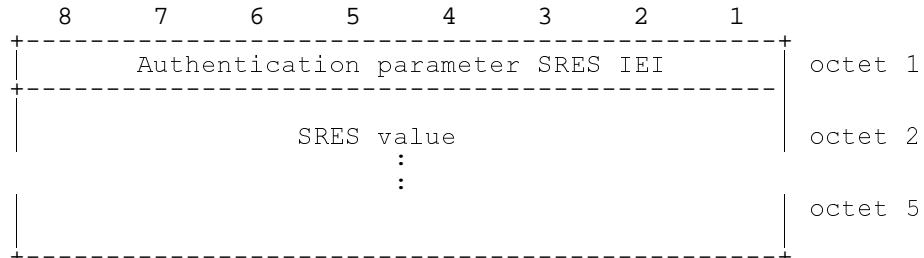 8 7 6 5 4 3 2 1
Authentication parameter SRES IEI octet 1
SRES value octet 2
:
:
octet 5